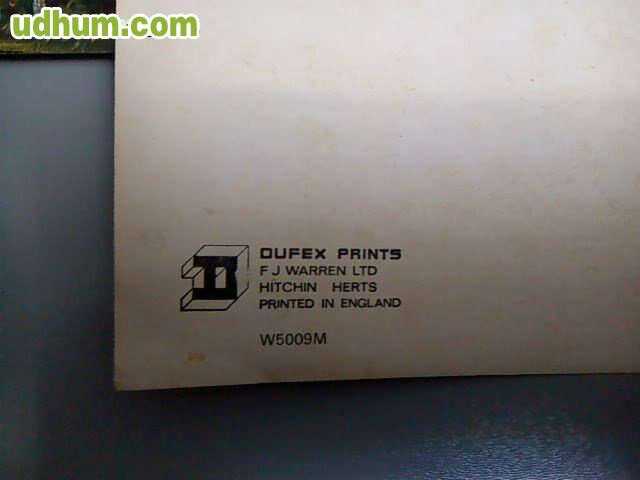 udhum.com
DUFEX PRINTS
F J WARREN LTD
HITCHIN HERTS
PRINTED IN ENGLAND
W5009M